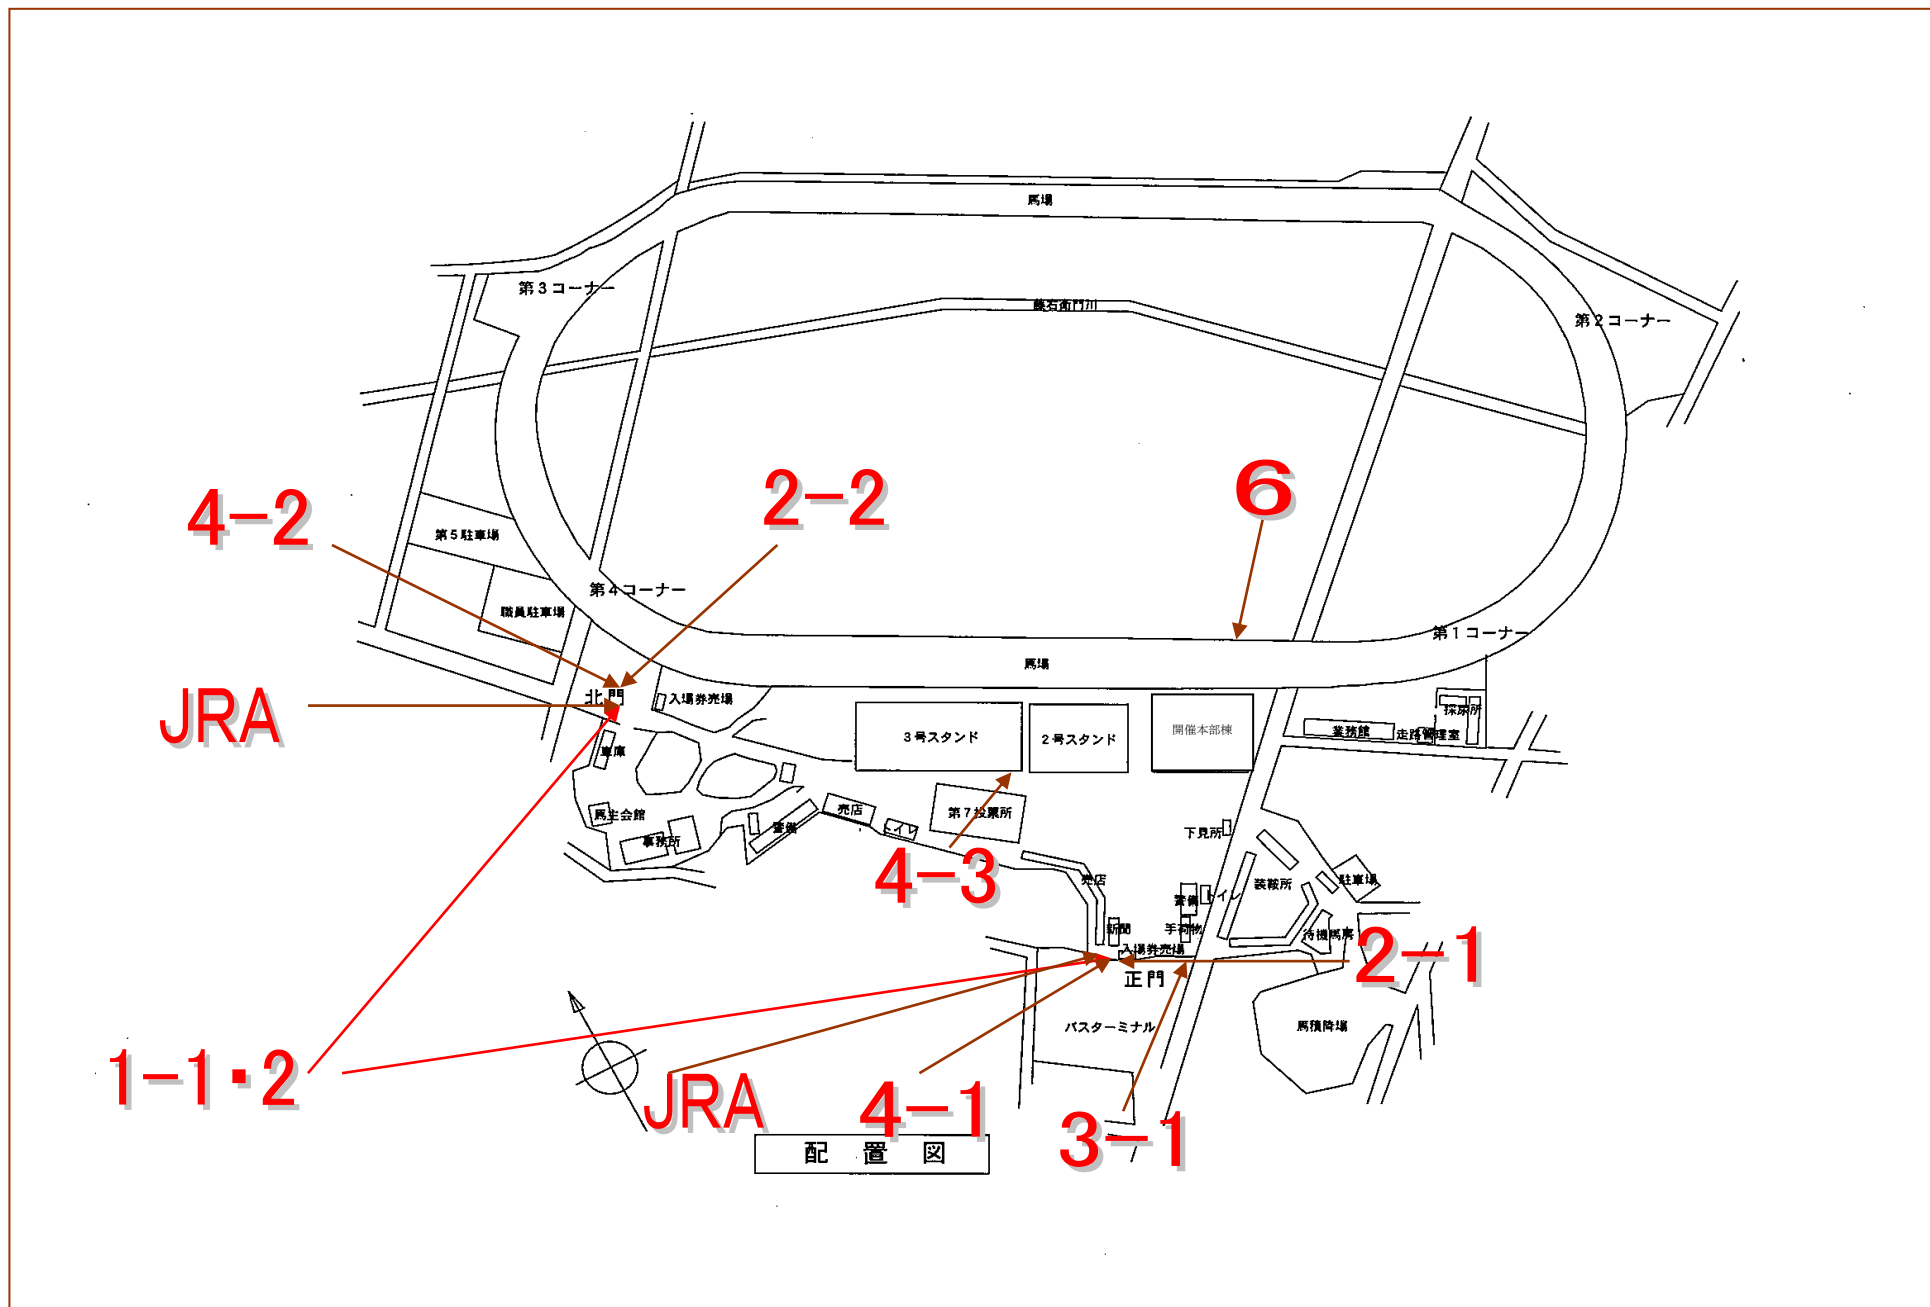 馬場
第3コーナー
藤右衛門川
第2コーナー
6
2-2
4-2
第5駐車場
第4コーナー
職員駐車場
第1コーナー
馬場
北門
入場券売場
JRA
3号スタンド
2号スタンド
開催本部棟
採尿所
業務館
走路管理室
車庫
馬主会館
事務所
警備
売店
トイレ
第7投票所
下見所
4-3
売店
装鞍所
駐車場
警備
トイレ
新聞
手荷物
待機馬房
入場券売場
2-1
正門
バスターミナル
馬積降場
1-1・2
JRA
4-1
3-1
配置図